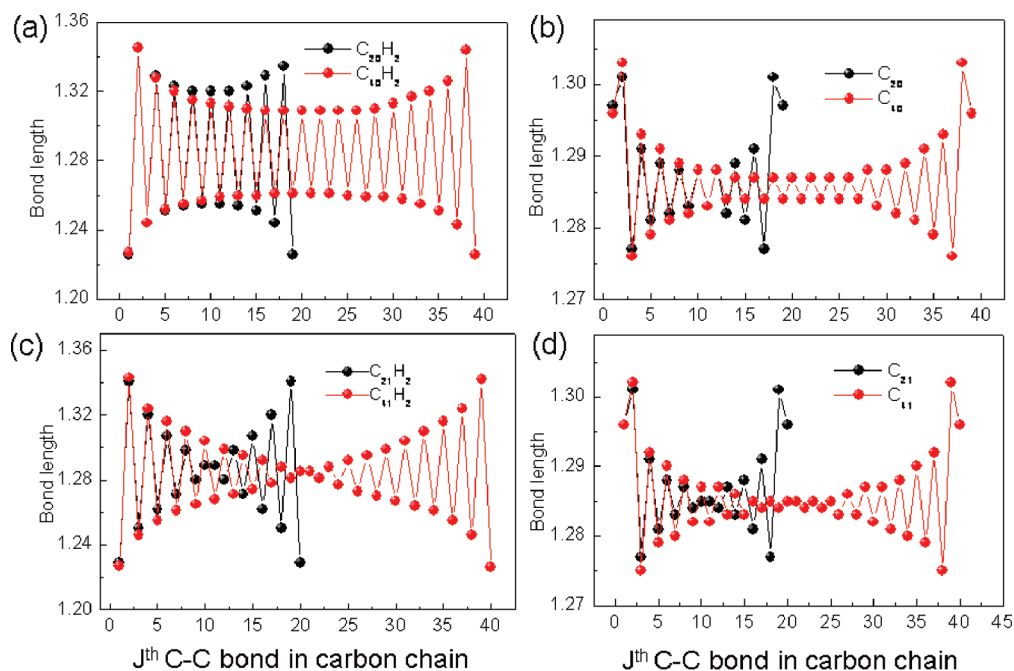 (a)
1.36
1.32
1.28
1.24
1.20
Bond length
C₂₀H₂
C₄₀H₂
0 5 10 15 20 25 30 35 40
(b)
1.30
1.29
1.28
1.27
Bond length
C₂₀
C₄₀
0 5 10 15 20 25 30 35 40
(c)
1.36
1.32
1.28
1.24
1.20
Bond length
C₂₁H₂
C₄₁H₂
0 5 10 15 20 25 30 35 40
Jᵗʰ C-C bond in carbon chain
(d)
1.30
1.29
1.28
1.27
Bond length
C₂₁
C₄₁
0 5 10 15 20 25 30 35 40 45
Jᵗʰ C-C bond in carbon chain